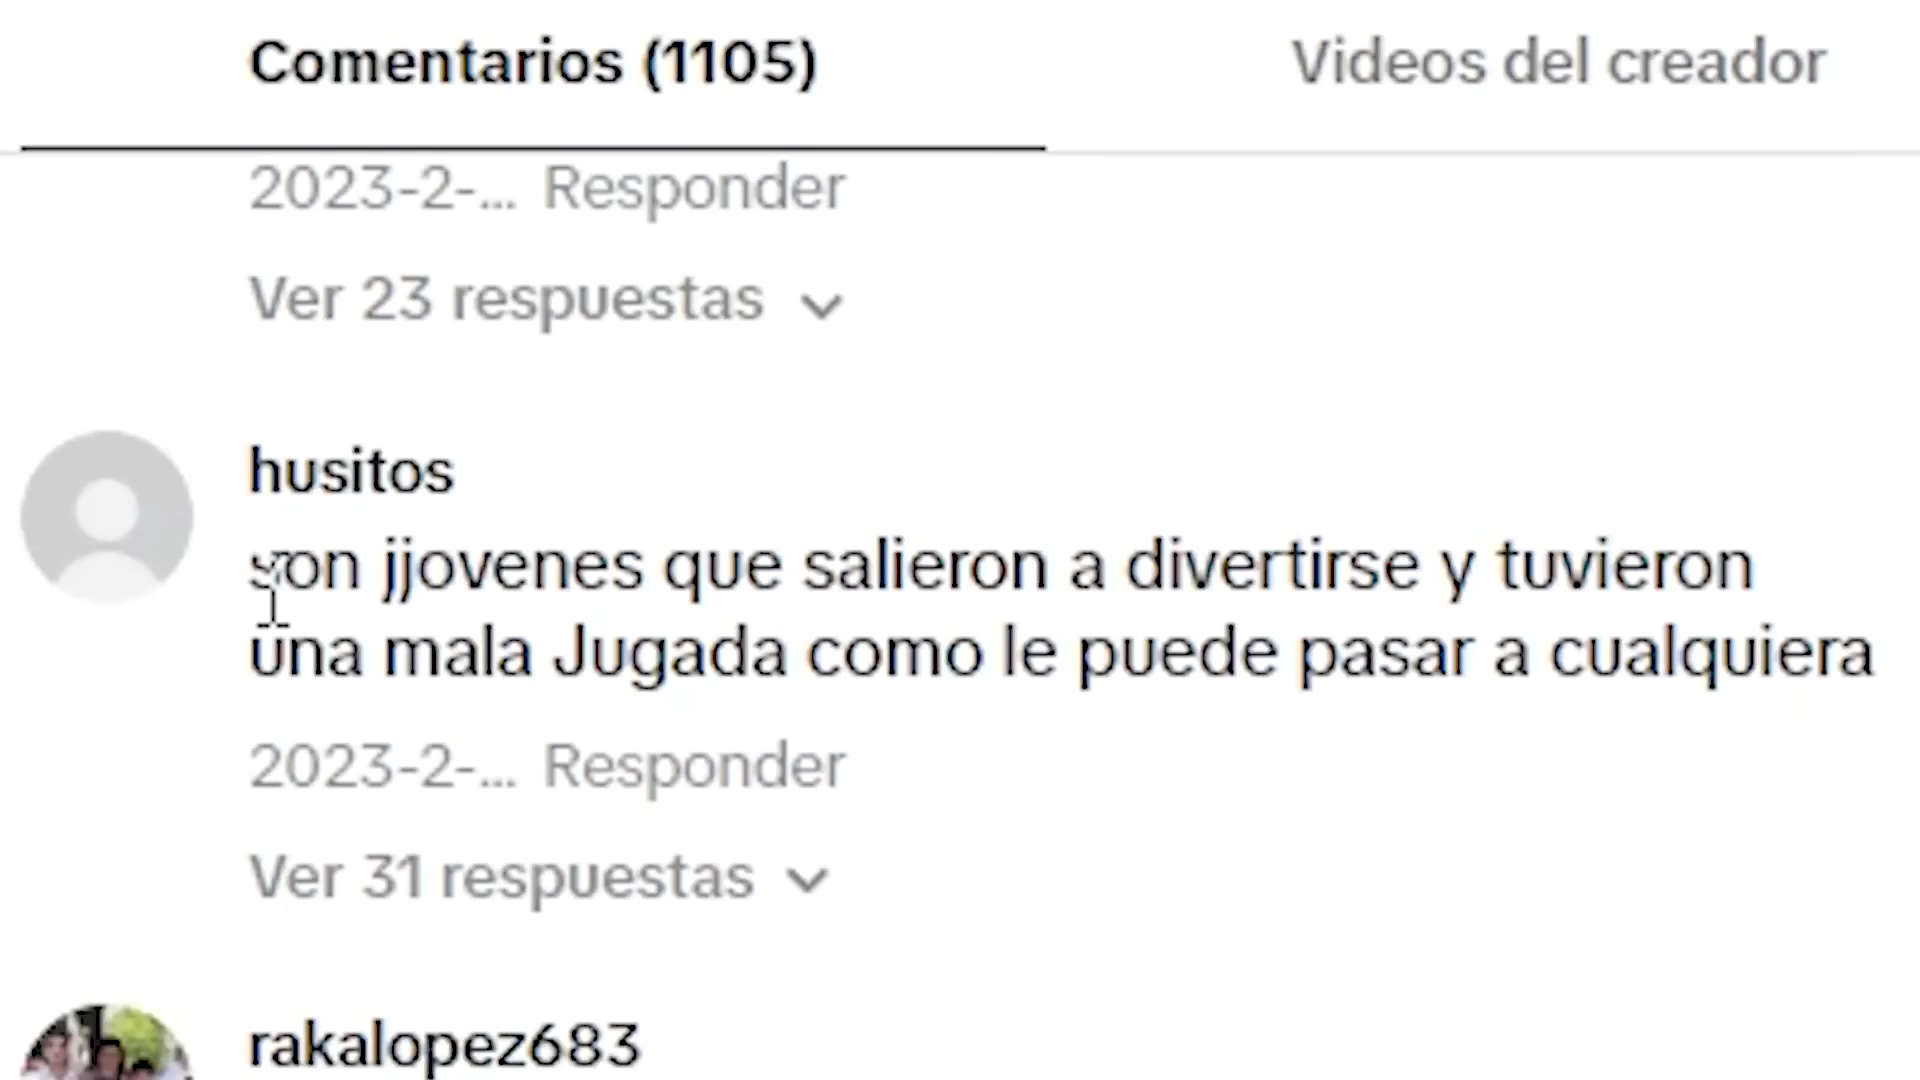 Comentarios (1105) Videos del creador
2023-2-... Responder
Ver 23 respuestas
husitos
son jjovenes que salieron a divertirse y tuvieron
una mala Jugada como le puede pasar a cualquiera
2023-2-... Responder
Ver 31 respuestas
rakalopez683